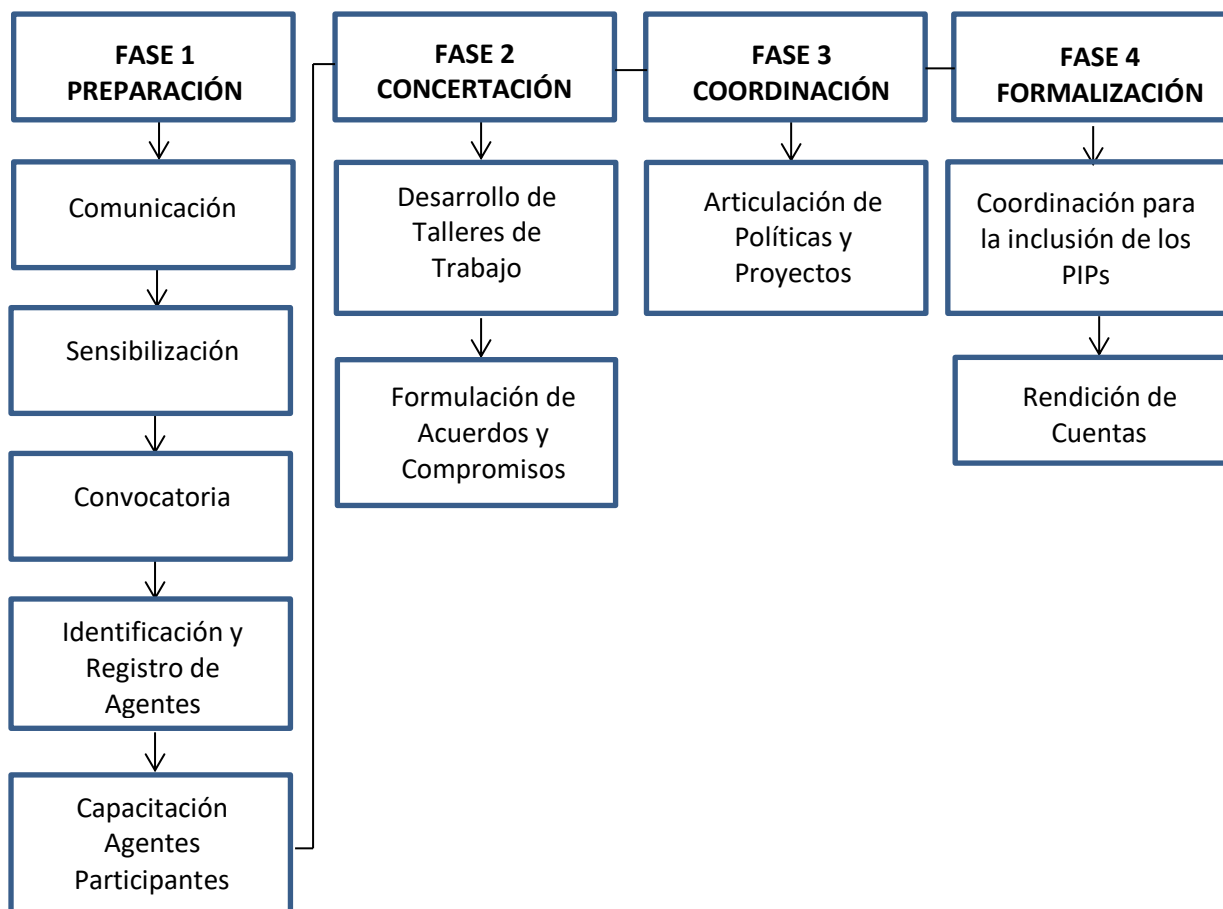 FASE 1
PREPARACIÓN
Comunicación
Sensibilización
Convocatoria
Identificación y
Registro de
Agentes
Capacitación
Agentes
Participantes
FASE 2
CONCERTACIÓN
Desarrollo de
Talleres de
Trabajo
Formulación de
Acuerdos y
Compromisos
FASE 3
COORDINACIÓN
Articulación de
Políticas y
Proyectos
FASE 4
FORMALIZACIÓN
Coordinación para
la inclusión de los
PIPs
Rendición de
Cuentas